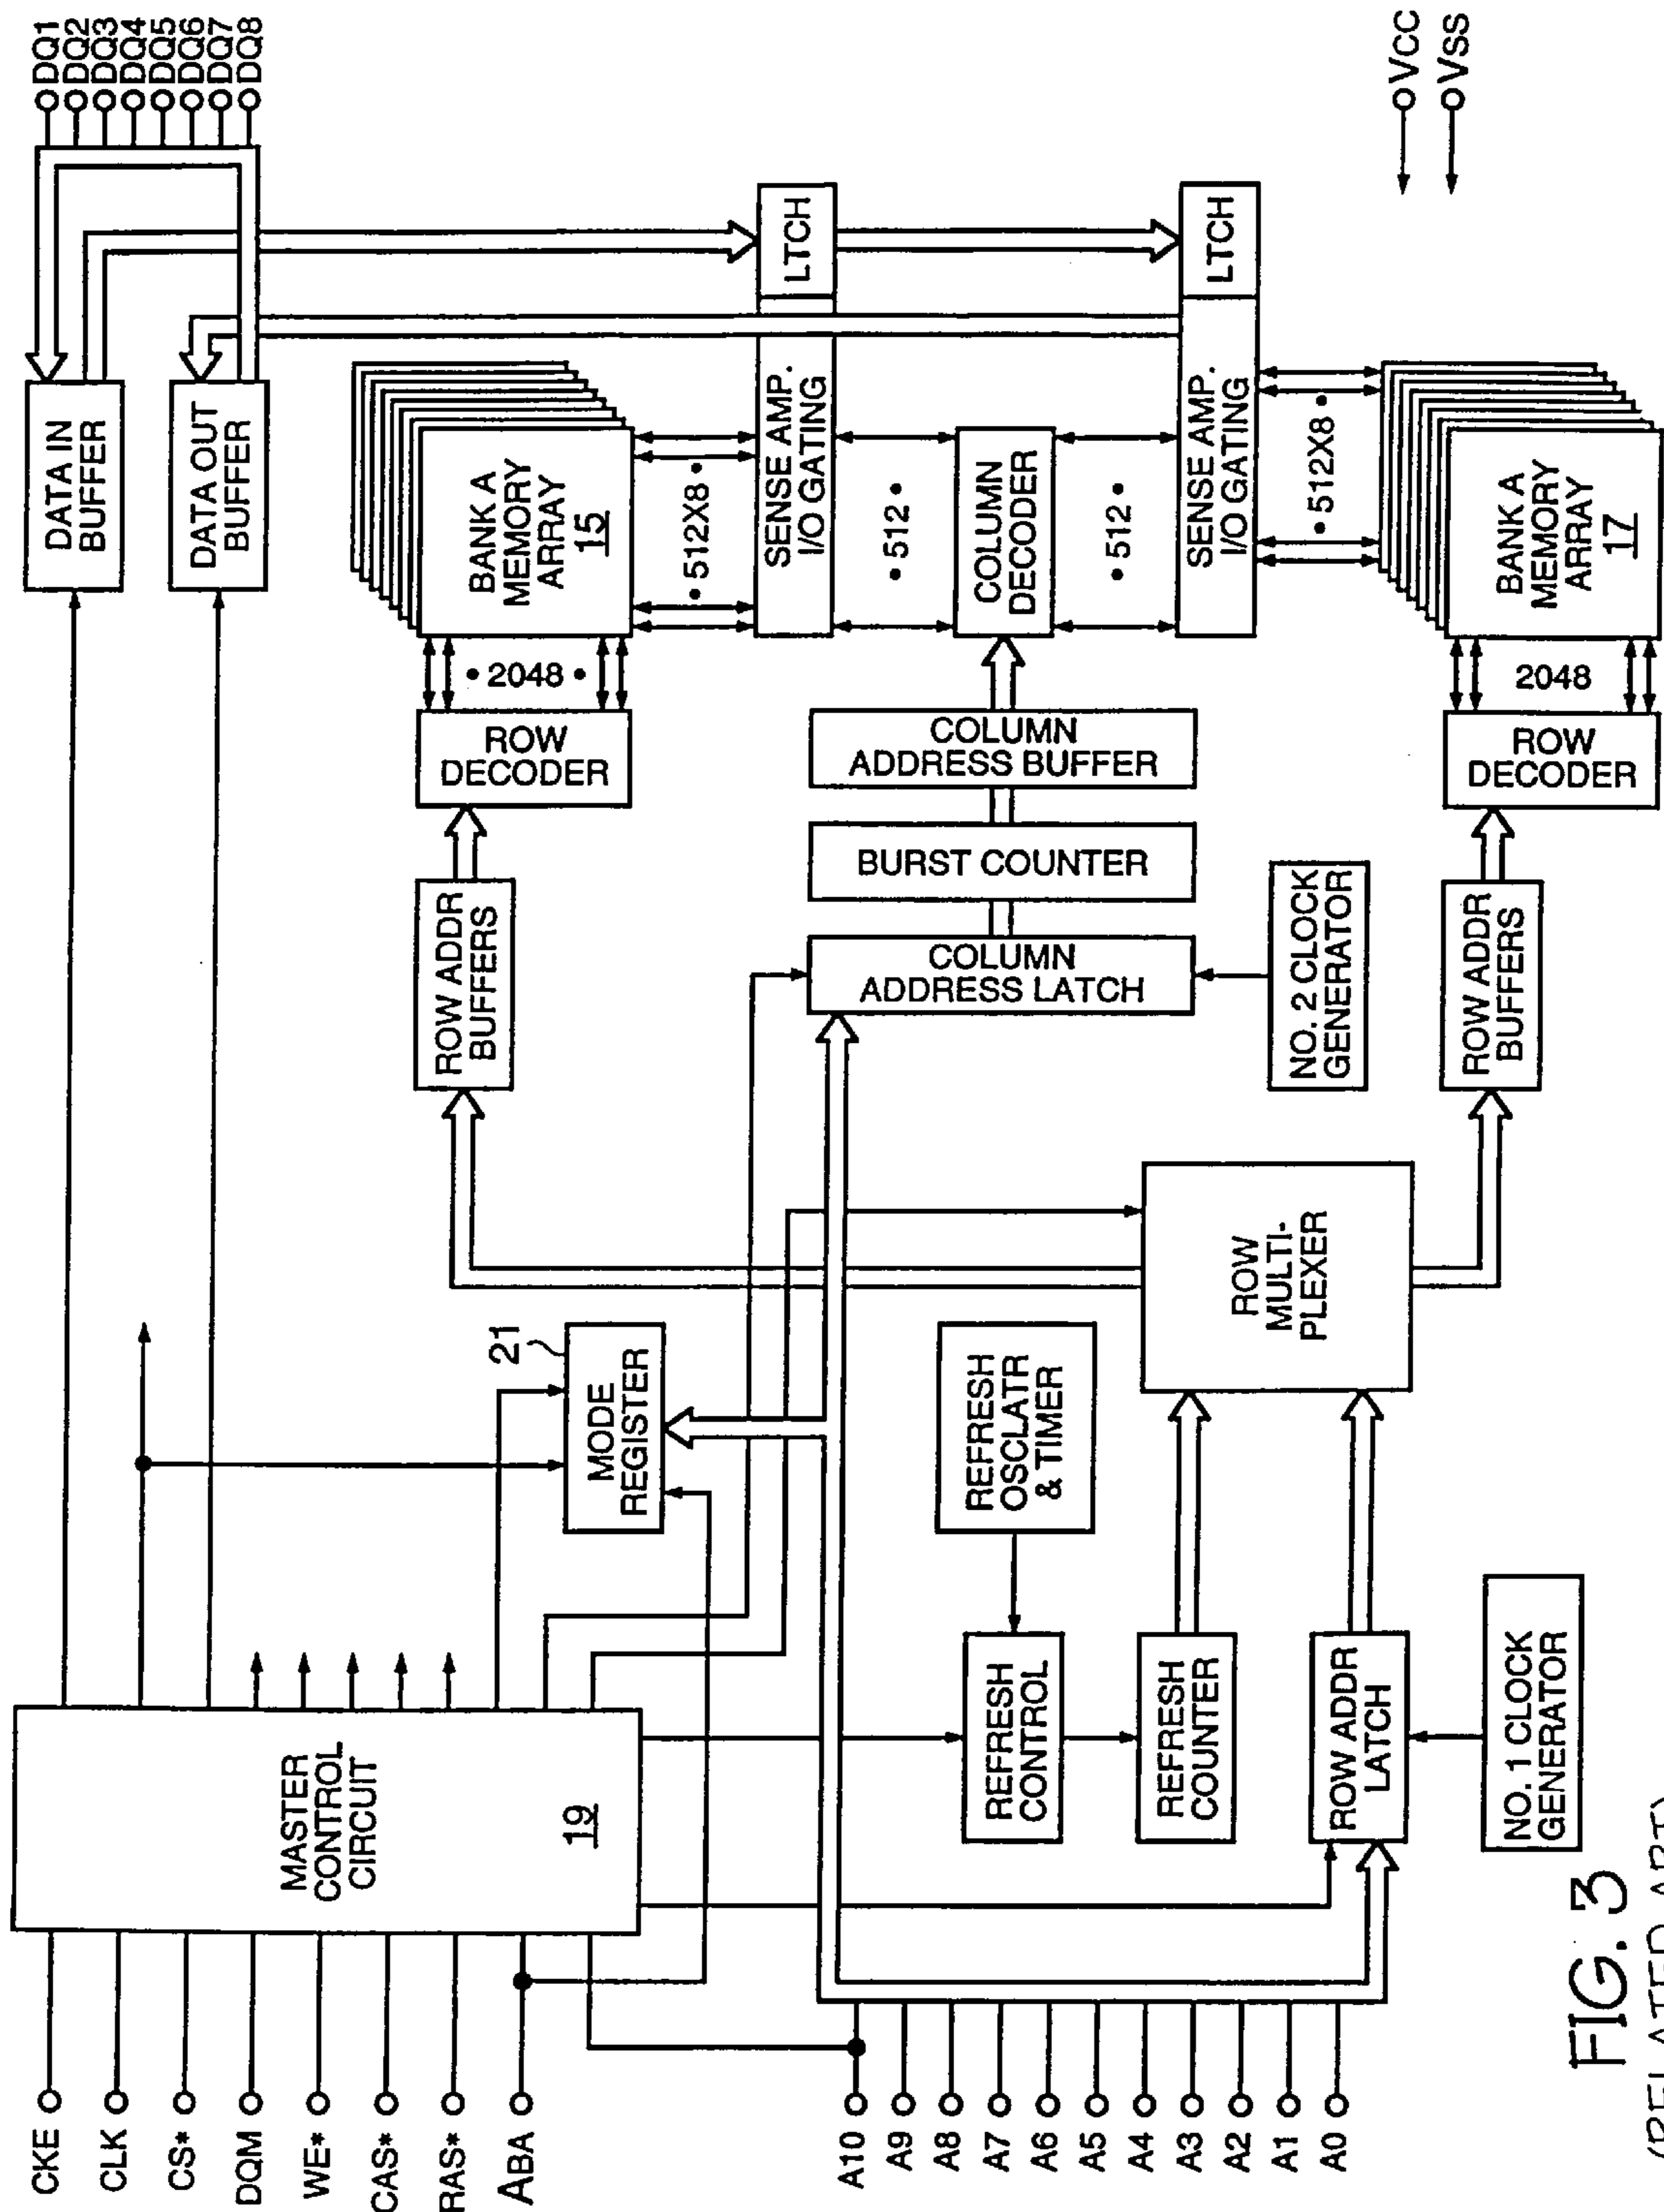 CKE
CLK
CS*
DQM
WE*
CAS*
RAS*
ABA
A10
A9
A8
A7
A6
A5
A4
A3
A2
A1
A0
MASTER
CONTROL
CIRCUIT
19
21
MODE
REGISTER
REFRESH
CONTROL
REFRESH
OSCLATR
& TIMER
REFRESH
COUNTER
ROW ADDR
LATCH
NO. 1 CLOCK
GENERATOR
ROW
MULTI-
PLEXER
ROW ADDR
BUFFERS
ROW
DECODER
• 2048 •
BANK A
MEMORY
ARRAY
15
• 512X8 •
DATA IN
BUFFER
DATA OUT
BUFFER
DQ1
DQ2
DQ3
DQ4
DQ5
DQ6
DQ7
DQ8
SENSE AMP.
I/O GATING
LTCH
• 512 •
COLUMN
ADDRESS LATCH
BURST COUNTER
COLUMN
ADDRESS BUFFER
COLUMN
DECODER
• 512 •
NO. 2 CLOCK
GENERATOR
SENSE AMP.
I/O GATING
LTCH
• 512X8 •
ROW ADDR
BUFFERS
ROW
DECODER
2048
BANK A
MEMORY
ARRAY
17
VCC
VSS
FIG. 3
(RELATED ART)